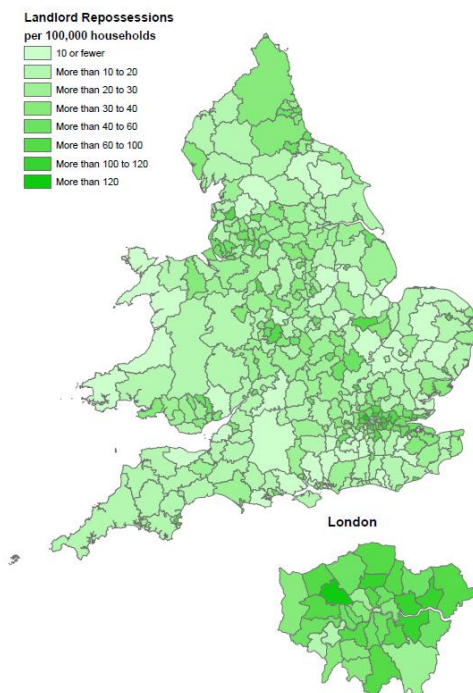 Landlord Repossessions
per 100,000 households
10 or fewer
More than 10 to 20
More than 20 to 30
More than 30 to 40
More than 40 to 60
More than 60 to 100
More than 100 to 120
More than 120
London